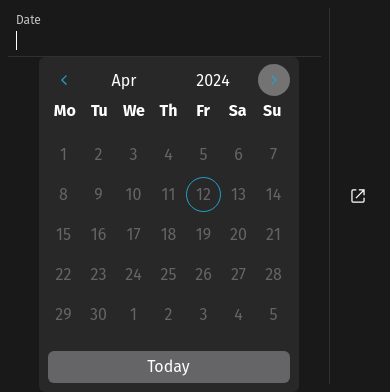 Date
Apr 2024
Mo Tu We Th Fr Sa Su
1 2 3 4 5 6 7
8 9 10 11 12 13 14
15 16 17 18 19 20 21
22 23 24 25 26 27 28
29 30 1 2 3 4 5
Today